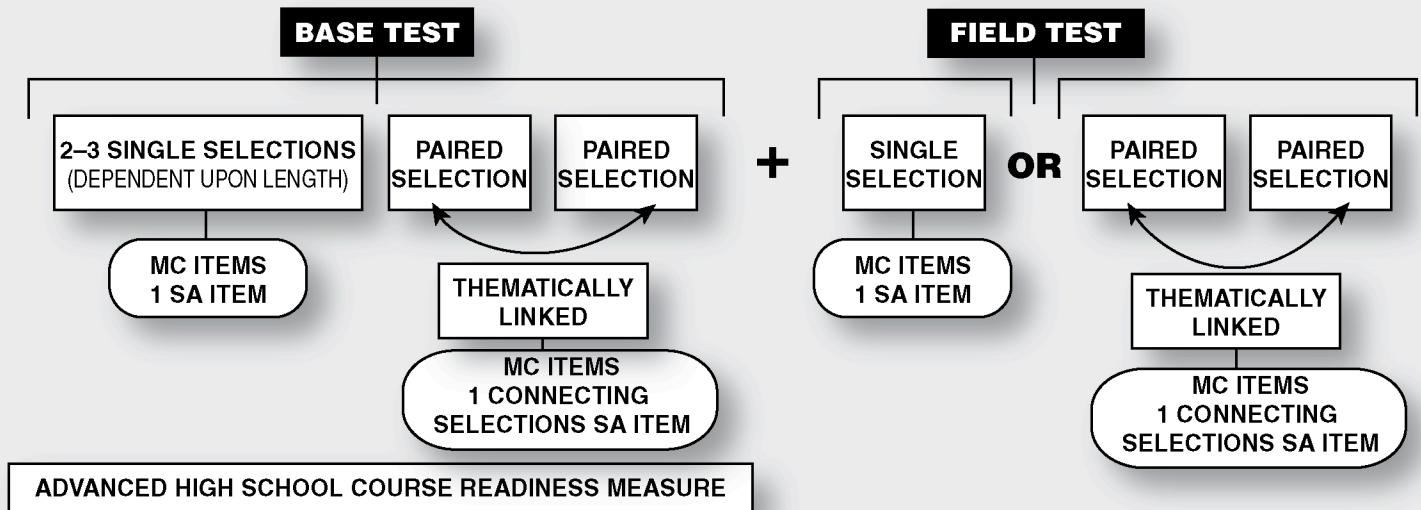 BASE TEST
FIELD TEST
2–3 SINGLE SELECTIONS
(DEPENDENT UPON LENGTH)
PAIRED
SELECTION
PAIRED
SELECTION
+
SINGLE
SELECTION
OR
PAIRED
SELECTION
PAIRED
SELECTION
MC ITEMS
1 SA ITEM
THEMATICALLY
LINKED
MC ITEMS
1 CONNECTING
SELECTIONS SA ITEM
MC ITEMS
1 SA ITEM
THEMATICALLY
LINKED
MC ITEMS
1 CONNECTING
SELECTIONS SA ITEM
ADVANCED HIGH SCHOOL COURSE READINESS MEASURE